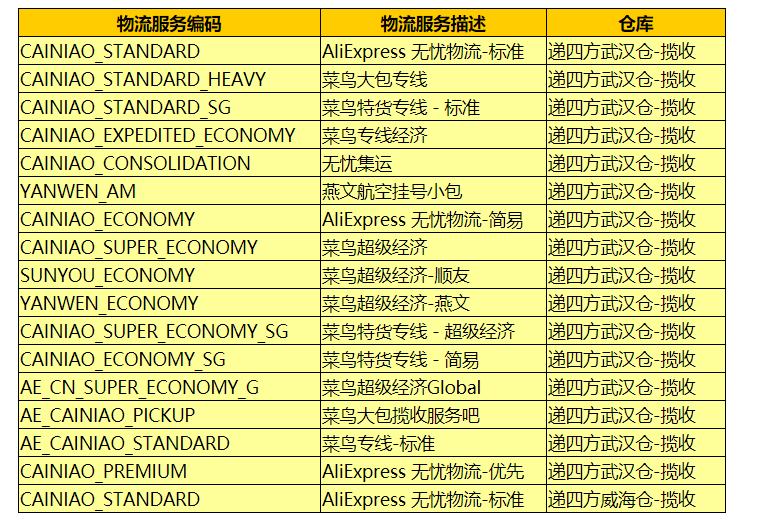 物流服务编码 物流服务描述 仓库
CAINIAO_STANDARD AliExpress 无忧物流-标准 递四方武汉仓-揽收
CAINIAO_STANDARD_HEAVY 菜鸟大包专线 递四方武汉仓-揽收
CAINIAO_STANDARD_SG 菜鸟特货专线 - 标准 递四方武汉仓-揽收
CAINIAO_EXPEDITED_ECONOMY 菜鸟专线经济 递四方武汉仓-揽收
CAINIAO_CONSOLIDATION 无忧集运 递四方武汉仓-揽收
YANWEN_AM 燕文航空挂号小包 递四方武汉仓-揽收
CAINIAO_ECONOMY AliExpress 无忧物流-简易 递四方武汉仓-揽收
CAINIAO_SUPER_ECONOMY 菜鸟超级经济 递四方武汉仓-揽收
SUNYOU_ECONOMY 菜鸟超级经济-顺友 递四方武汉仓-揽收
YANWEN_ECONOMY 菜鸟超级经济-燕文 递四方武汉仓-揽收
CAINIAO_SUPER_ECONOMY_SG 菜鸟特货专线 - 超级经济 递四方武汉仓-揽收
CAINIAO_ECONOMY_SG 菜鸟特货专线 - 简易 递四方武汉仓-揽收
AE_CN_SUPER_ECONOMY_G 菜鸟超级经济Global 递四方武汉仓-揽收
AE_CAINIAO_PICKUP 菜鸟大包揽收服务吧 递四方武汉仓-揽收
AE_CAINIAO_STANDARD 菜鸟专线-标准 递四方武汉仓-揽收
CAINIAO_PREMIUM AliExpress 无忧物流-优先 递四方武汉仓-揽收
CAINIAO_STANDARD AliExpress 无忧物流-标准 递四方威海仓-揽收